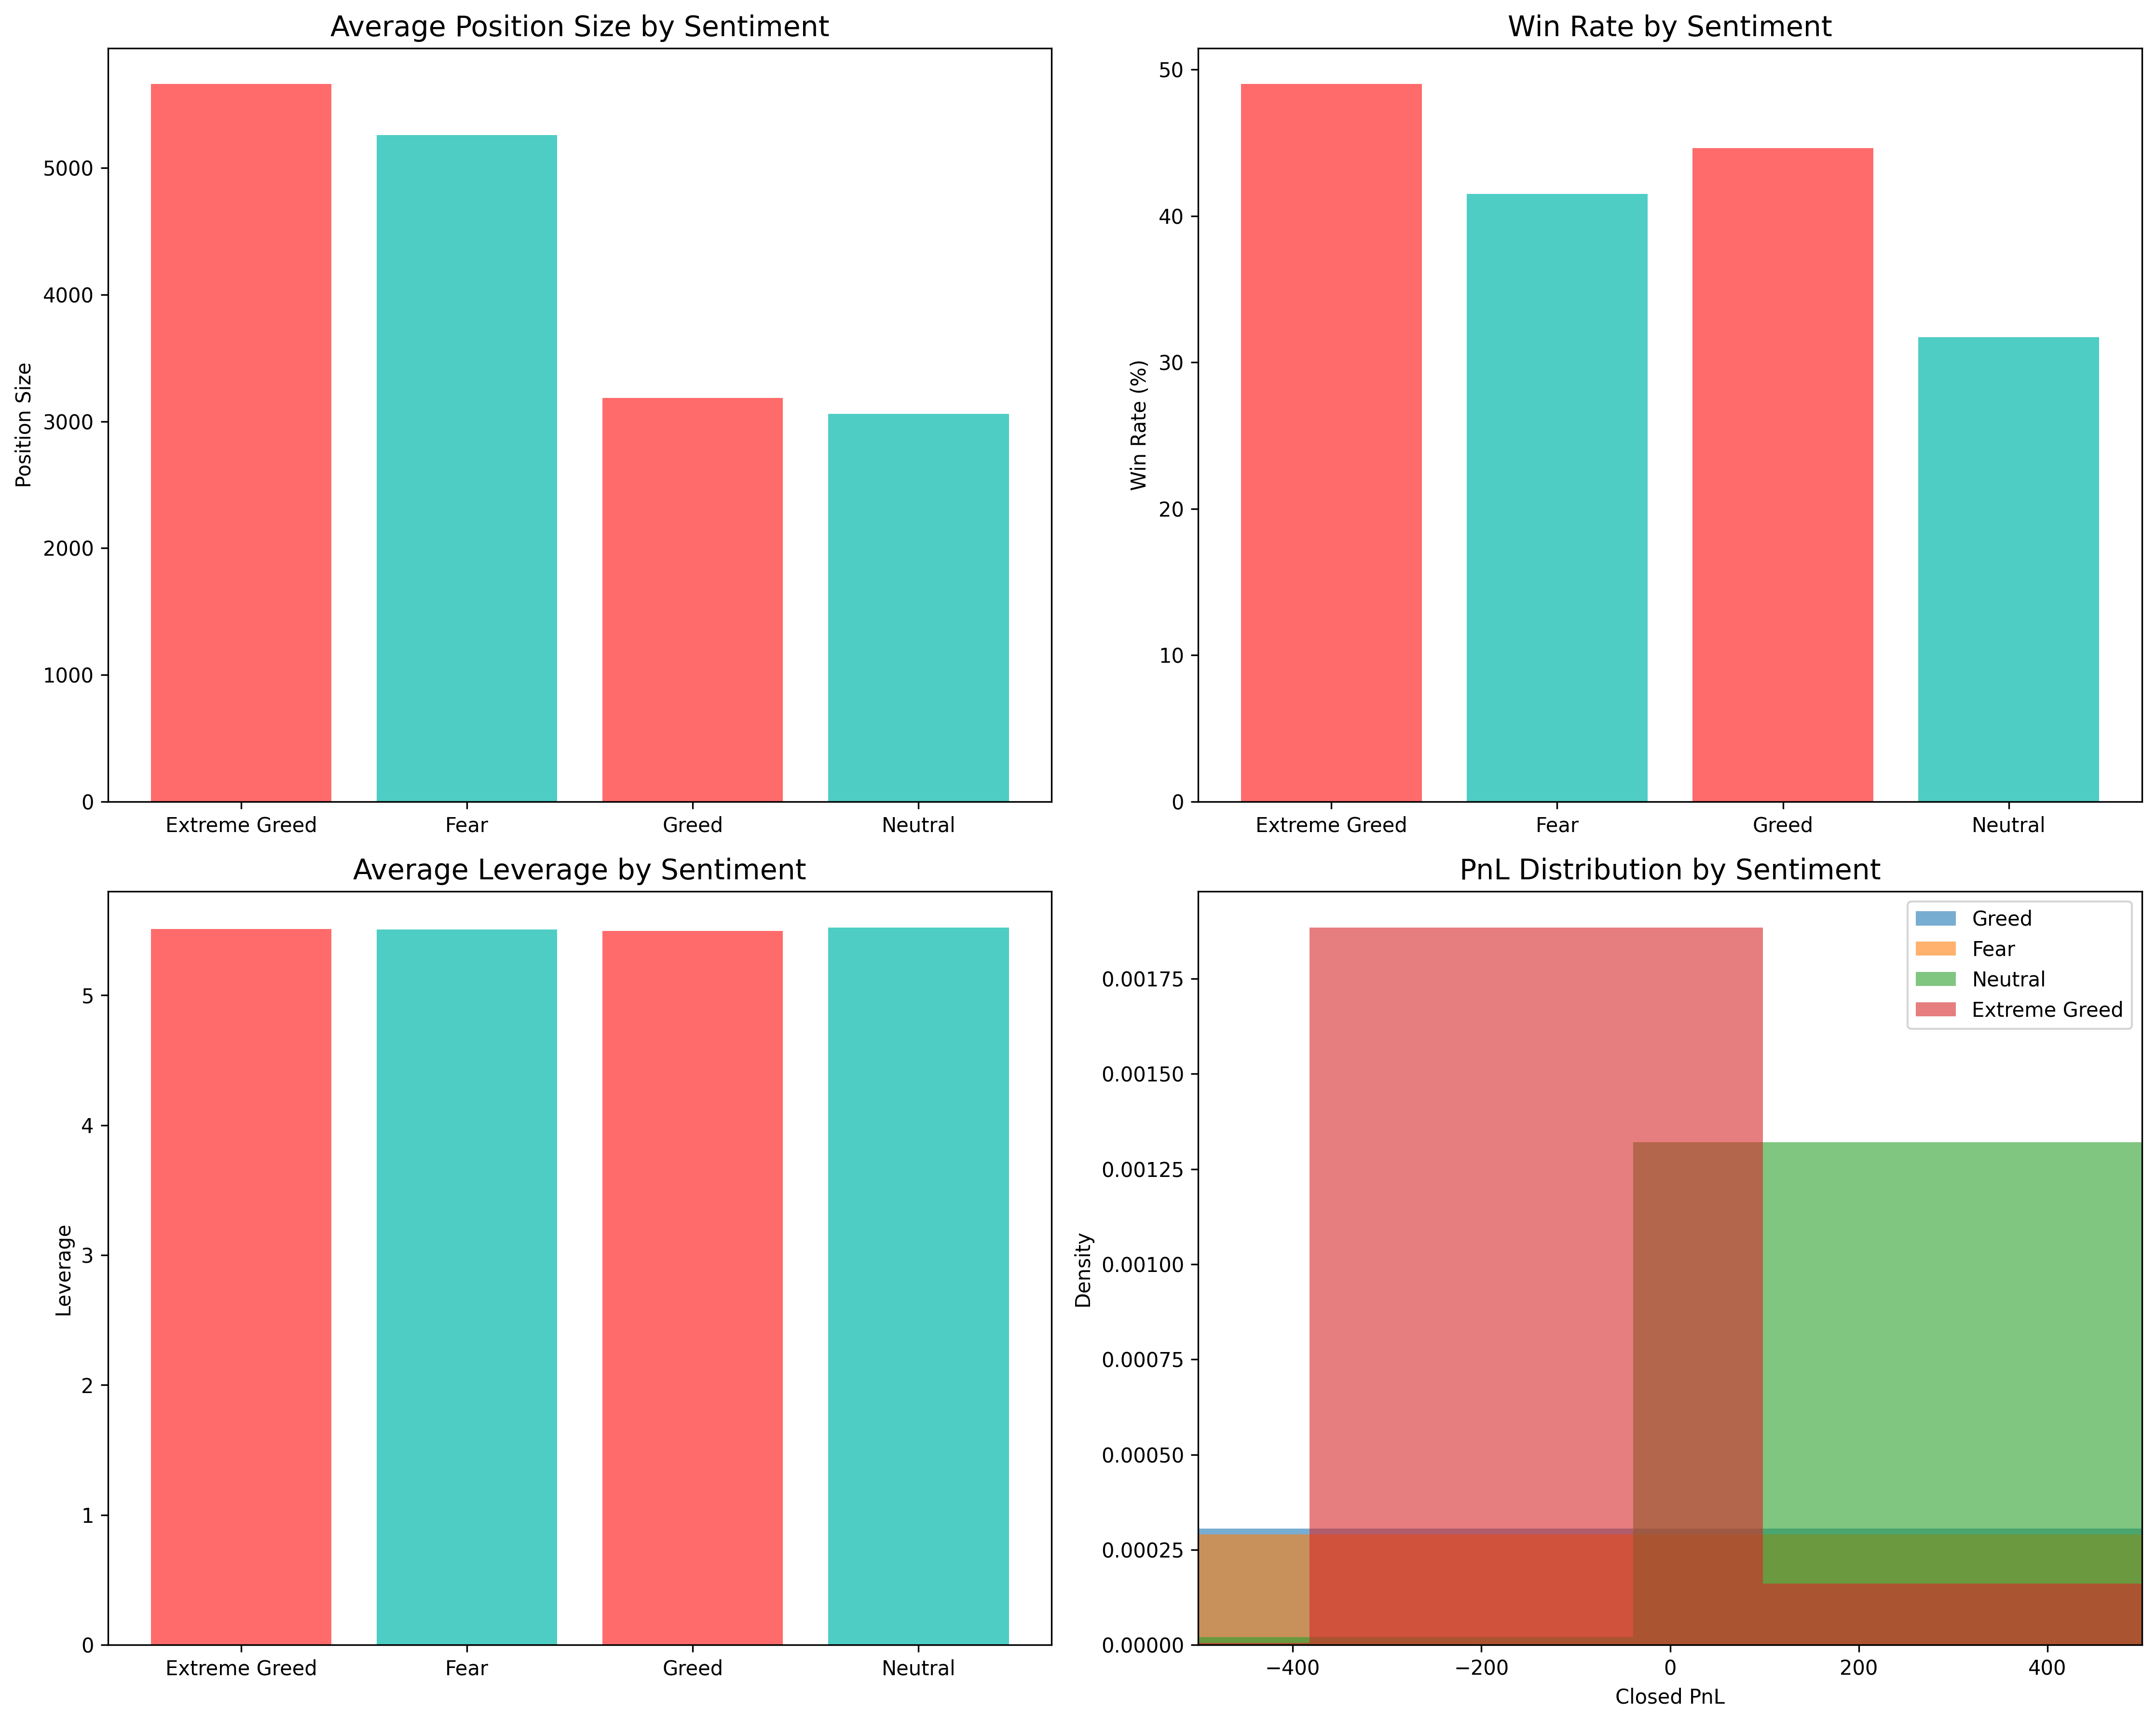 Average Position Size by Sentiment
Position Size
5000
4000
3000
2000
1000
0
Extreme Greed
Fear
Greed
Neutral
Win Rate by Sentiment
Win Rate (%)
50
40
30
20
10
0
Extreme Greed
Fear
Greed
Neutral
Average Leverage by Sentiment
Leverage
5
4
3
2
1
0
Extreme Greed
Fear
Greed
Neutral
PnL Distribution by Sentiment
Greed
Fear
Neutral
Extreme Greed
Density
0.00175
0.00150
0.00125
0.00100
0.00075
0.00050
0.00025
0.00000
−400
−200
0
200
400
Closed PnL